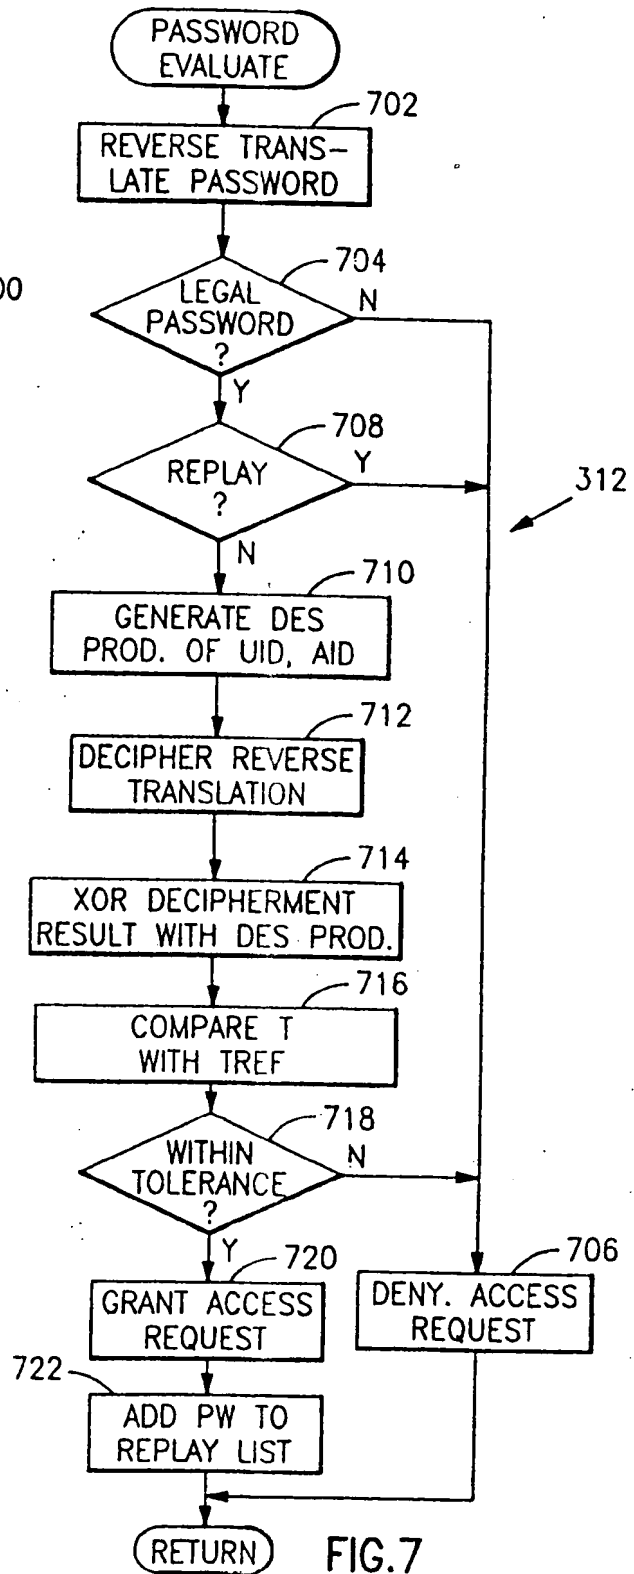 PASSWORD
EVALUATE
702
REVERSE TRANS-
LATE PASSWORD
704
00
LEGAL
PASSWORD
?
N
Y
708
REPLAY
?
Y
N
312
710
GENERATE DES
PROD. OF UID, AID
712
DECIPHER REVERSE
TRANSLATION
714
XOR DECIPHERMENT
RESULT WITH DES PROD.
716
COMPARE T
WITH TREF
718
WITHIN
TOLERANCE
?
N
Y
720
GRANT ACCESS
REQUEST
706
DENY. ACCESS
REQUEST
722
ADD PW TO
REPLAY LIST
RETURN
FIG.7